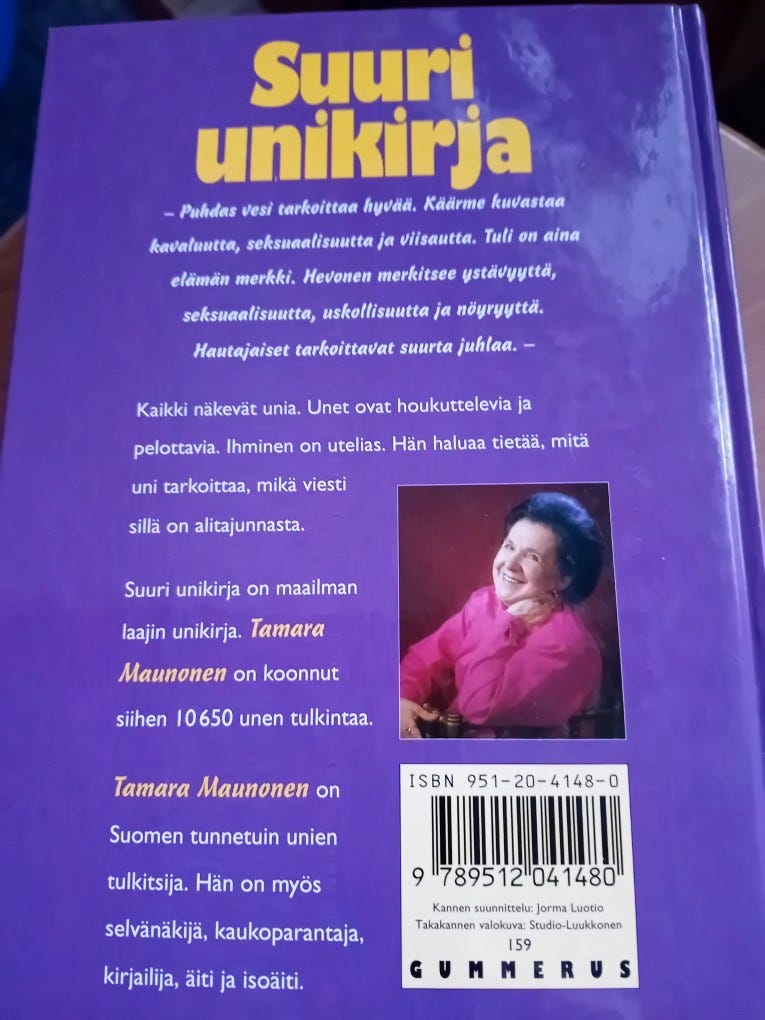 Suuri
unikirja
– Puhdas vesi tarkoittaa hyvää. Käärme kuvastaa
kavaluutta, seksuaalisuutta ja viisautta. Tuli on aina
elämän merkki. Hevonen merkitsee ystävyyttä,
seksuaalisuutta, uskollisuutta ja nöyryyttä.
Hautajaiset tarkoittavat suurta juhlaa. –
Kaikki näkevät unia. Unet ovat houkuttelevia ja
pelottavia. Ihminen on utelias. Hän haluaa tietää, mitä
uni tarkoittaa, mikä viesti
sillä on alitajunnasta.
Suuri unikirja on maailman
laajin unikirja. Tamara
Maunonen on koonnut
siihen 10 650 unen tulkintaa.
Tamara Maunonen on
Suomen tunnetuin unien
tulkitsija. Hän on myös
selvänäkijä, kaukoparantaja,
kirjailija, äiti ja isoäiti.
ISBN 951-20-4148-0
9 789512 041480
Kannen suunnittelu: Jorma Luotio
Takakannen valokuva: Studio-Luukkonen
159
GUMMERUS